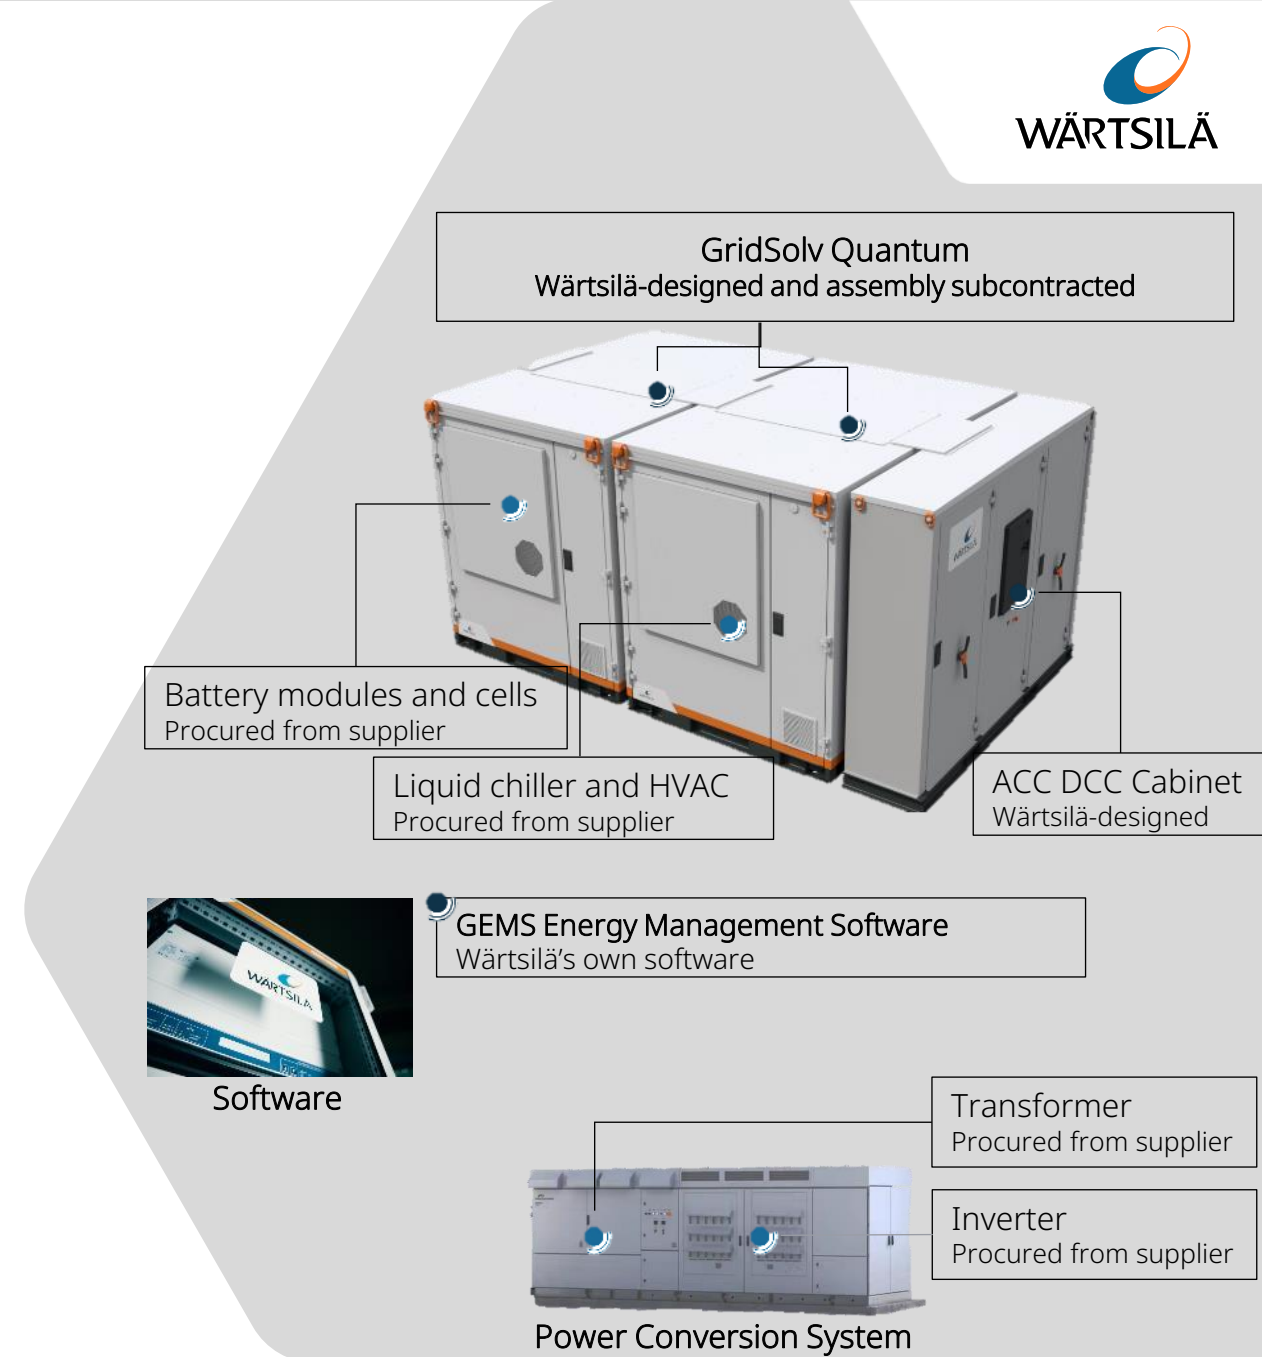 WÄRTSILÄ
GridSolv Quantum
Wärtsilä-designed and assembly subcontracted
WÄRTSILÄ
Battery modules and cells
Procured from supplier
Liquid chiller and HVAC
Procured from supplier
ACC DCC Cabinet
Wärtsilä-designed
GEMS Energy Management Software
Wärtsilä’s own software
WÄRTSILÄ
Software
Transformer
Procured from supplier
Inverter
Procured from supplier
Power Conversion System